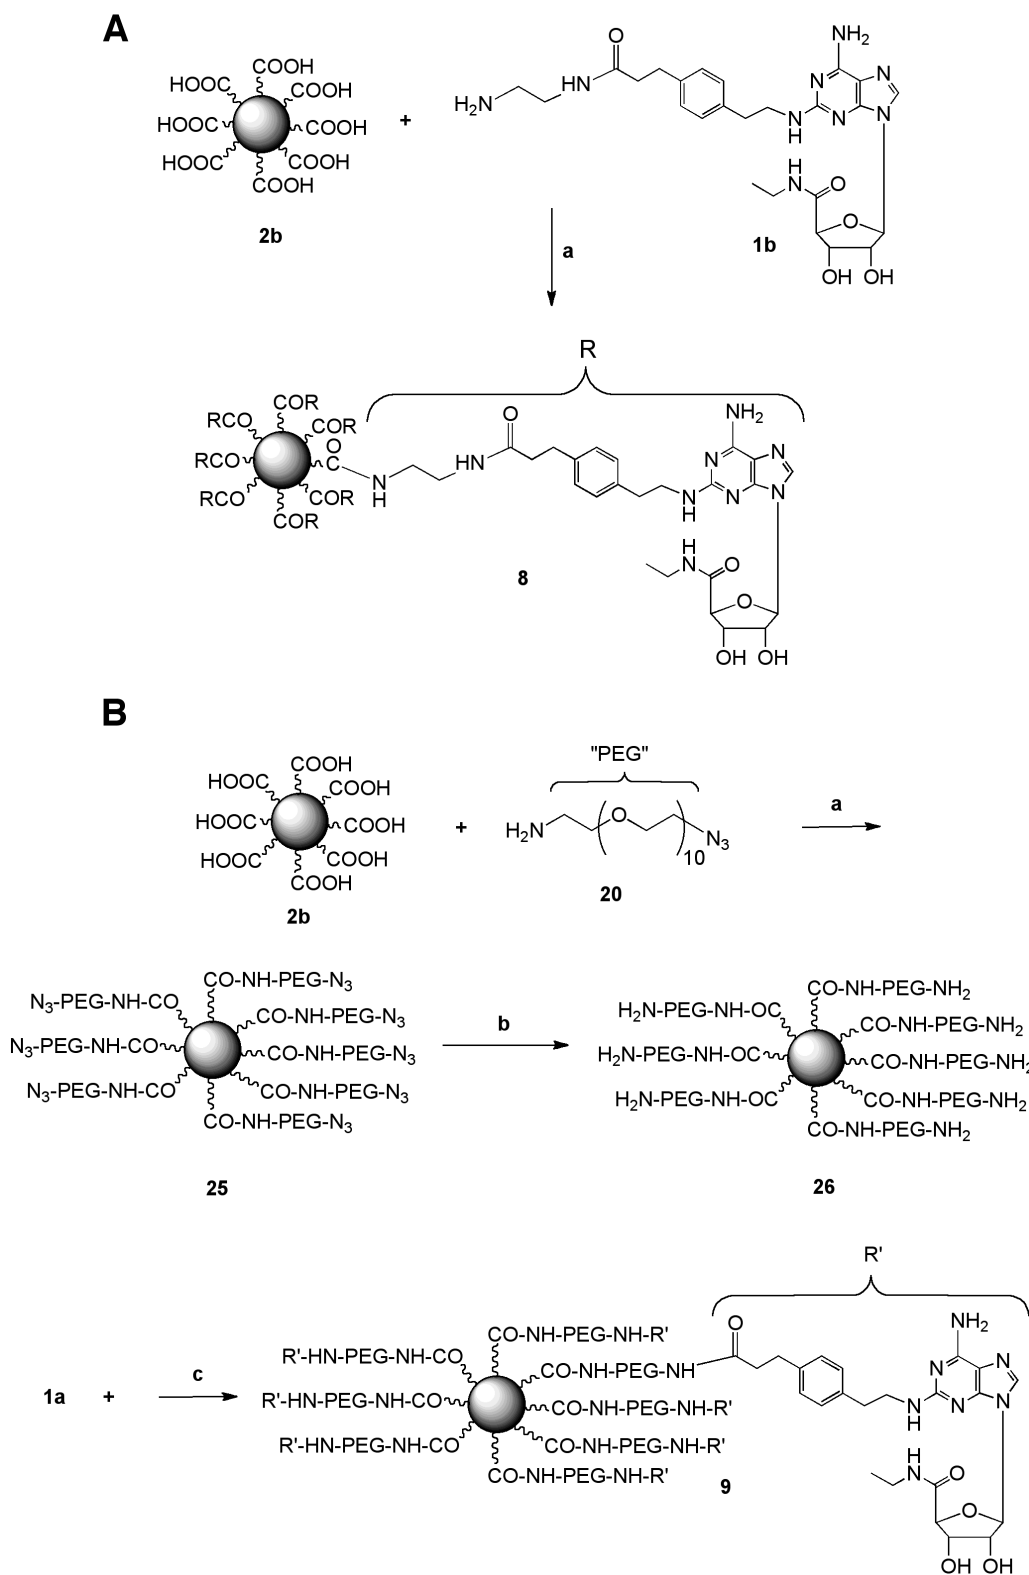 A
COOH
HOOC
COOH
HOOC
COOH
HOOC
COOH
COOH
2b
+
H2N
NH
O
N
H
NH2
N
N
N
N
H
N
O
O
OH OH
1b
a
R
COR
RCO
COR
O
RCO
RCO
COR
COR
N
H
NH
O
N
H
NH2
N
N
N
N
H
N
O
O
OH OH
8
B
COOH
HOOC
COOH
HOOC
COOH
HOOC
COOH
COOH
2b
+
"PEG"
H2N
O
10
N3
20
a
CO-NH-PEG-N3
N3-PEG-NH-CO
CO-NH-PEG-N3
N3-PEG-NH-CO
CO-NH-PEG-N3
N3-PEG-NH-CO
CO-NH-PEG-N3
CO-NH-PEG-N3
25
b
CO-NH-PEG-NH2
H2N-PEG-NH-OC
CO-NH-PEG-NH2
H2N-PEG-NH-OC
CO-NH-PEG-NH2
H2N-PEG-NH-OC
CO-NH-PEG-NH2
CO-NH-PEG-NH2
26
1a + c
R'
CO-NH-PEG-NH-R'
R'-HN-PEG-NH-CO
CO-NH-PEG-NH
R'-HN-PEG-NH-CO
CO-NH-PEG-NH-R'
R'-HN-PEG-NH-CO
CO-NH-PEG-NH-R'
CO-NH-PEG-NH-R'
9
O
N
H
NH2
N
N
N
N
H
N
O
O
OH OH